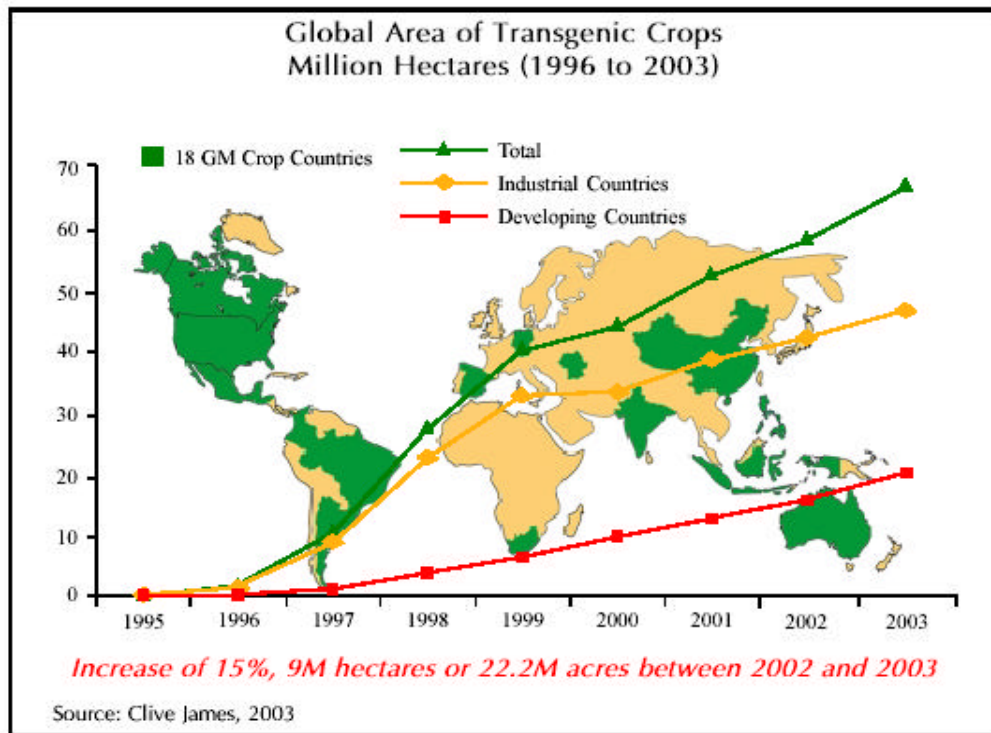 Global Area of Transgenic Crops
Million Hectares (1996 to 2003)
18 GM Crop Countries
Total
Industrial Countries
Developing Countries
70
60
50
40
30
20
10
0
1995 1996 1997 1998 1999 2000 2001 2002 2003
Increase of 15%, 9M hectares or 22.2M acres between 2002 and 2003
Source: Clive James, 2003